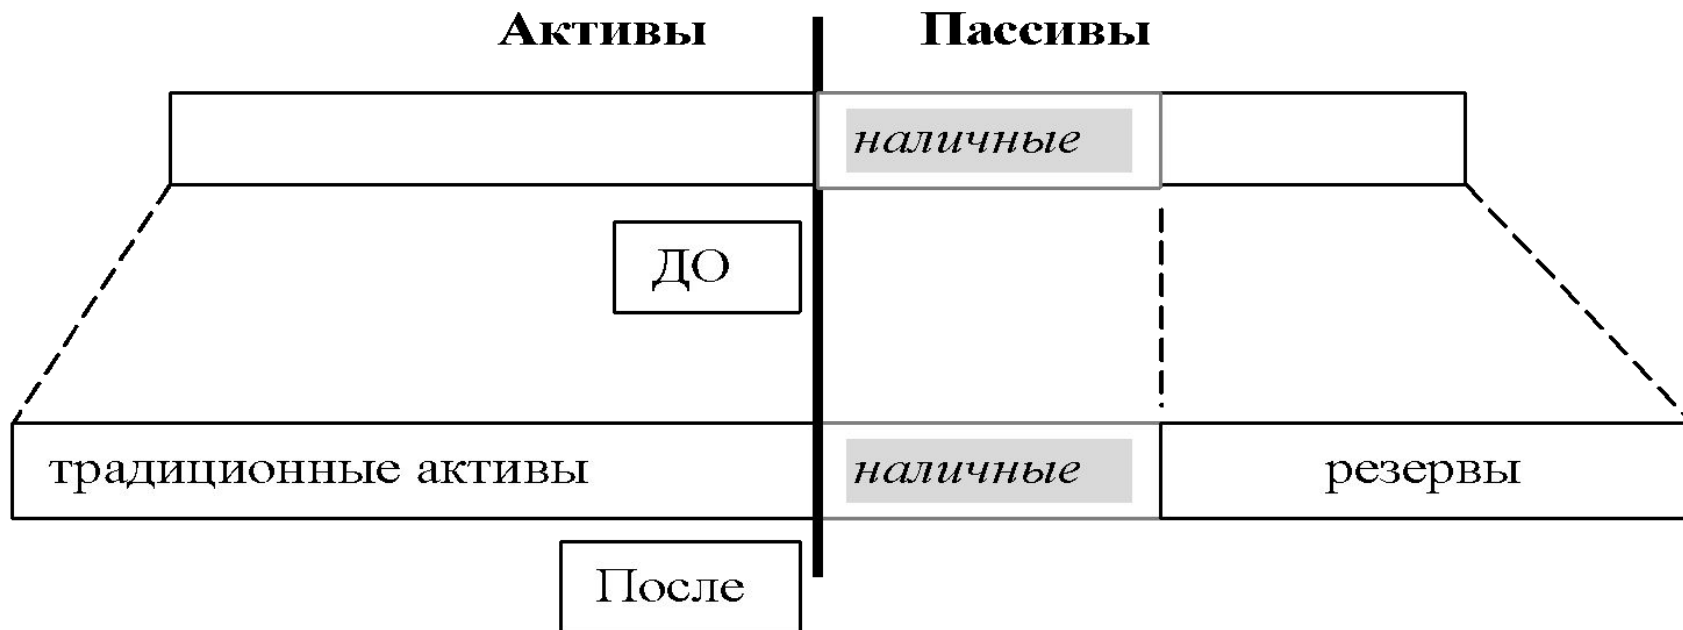 Активы Пассивы
наличные
ДО
традиционные активы наличные резервы
После